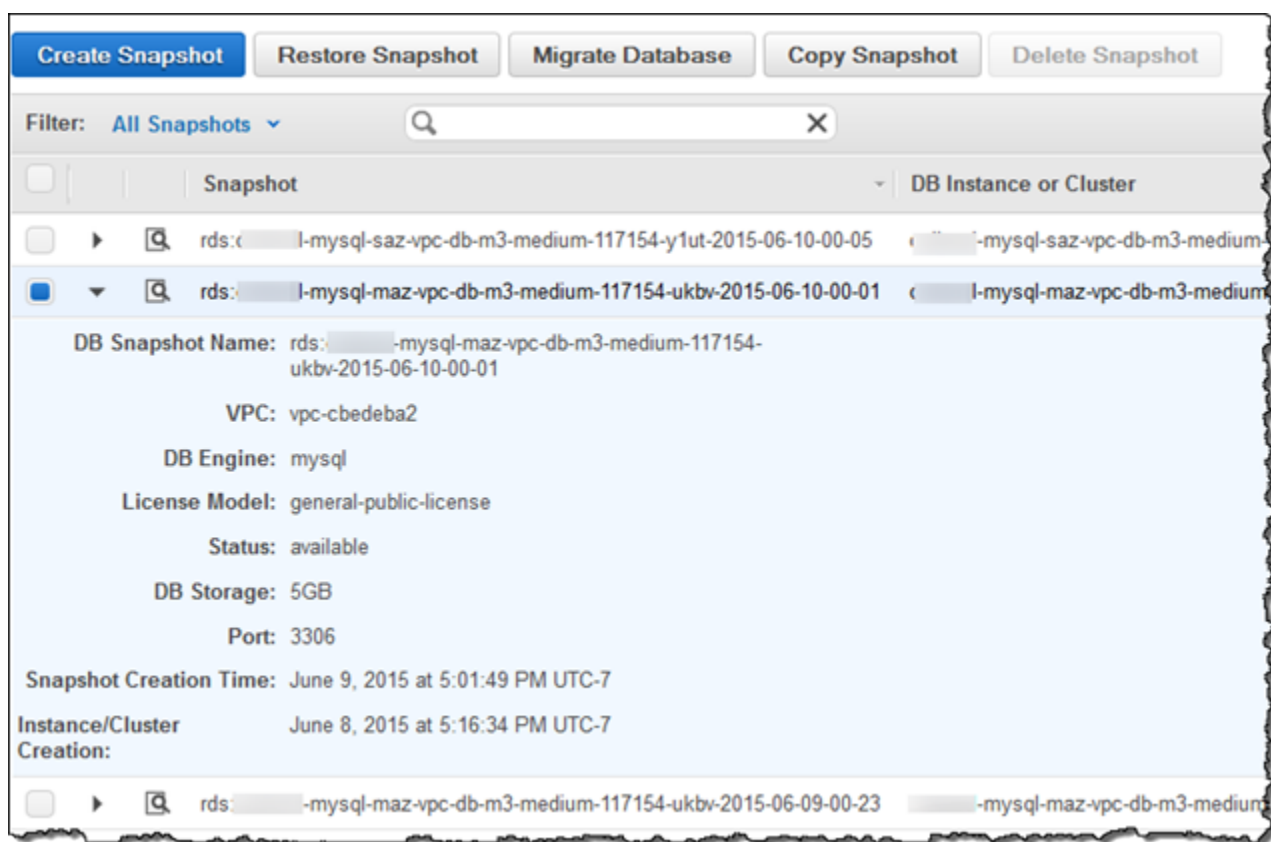 Create Snapshot Restore Snapshot Migrate Database Copy Snapshot Delete Snapshot
Filter: All Snapshots
Snapshot DB Instance or Cluster
rds: l-mysql-saz-vpc-db-m3-medium-117154-y1ut-2015-06-10-00-05 -mysql-saz-vpc-db-m3-medium-
rds: l-mysql-maz-vpc-db-m3-medium-117154-ukbv-2015-06-10-00-01 l-mysql-maz-vpc-db-m3-medium
DB Snapshot Name: rds: -mysql-maz-vpc-db-m3-medium-117154-
ukbv-2015-06-10-00-01
VPC: vpc-cbedeba2
DB Engine: mysql
License Model: general-public-license
Status: available
DB Storage: 5GB
Port: 3306
Snapshot Creation Time: June 9, 2015 at 5:01:49 PM UTC-7
Instance/Cluster June 8, 2015 at 5:16:34 PM UTC-7
Creation:
rds: -mysql-maz-vpc-db-m3-medium-117154-ukbv-2015-06-09-00-23 -mysql-maz-vpc-db-m3-medium